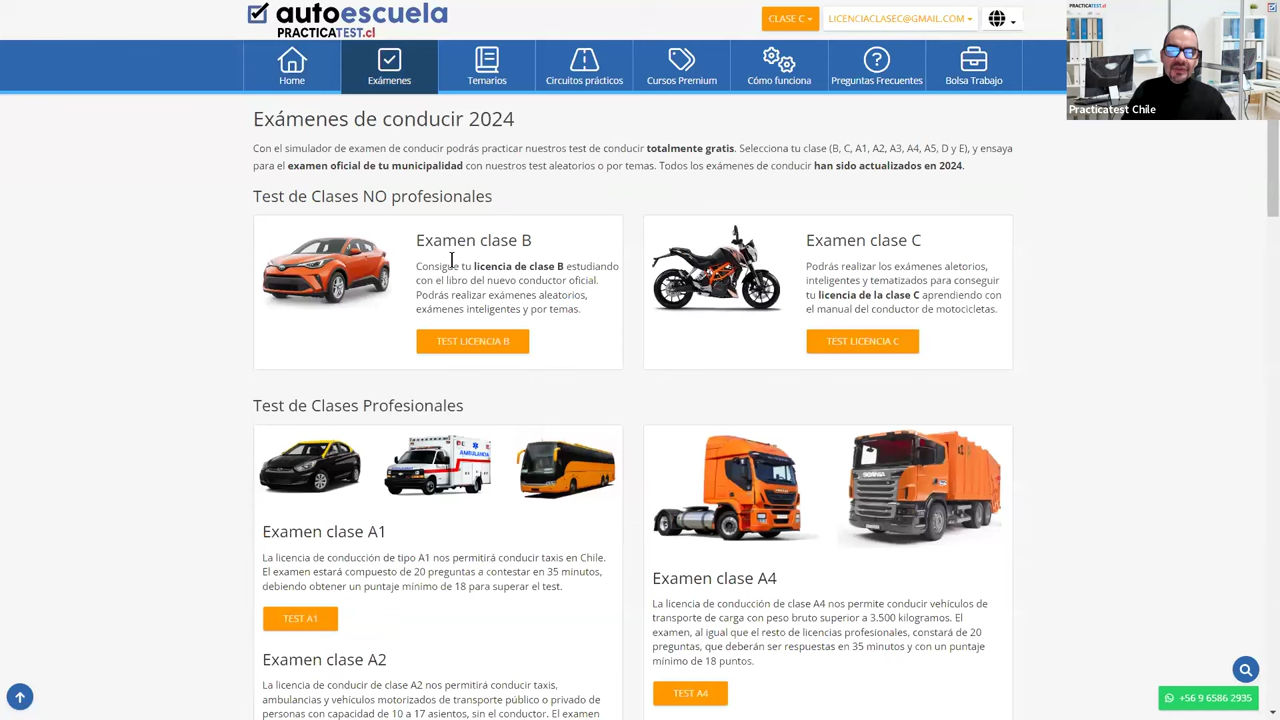 autoescuela
PRACTICATEST.cl
CLASE C
LICENCIACLASEC@GMAIL.COM
PRACTICATEST.cl
Home
Exámenes
Temarios
Circuitos prácticos
Cursos Premium
Cómo funciona
Preguntas Frecuentes
Bolsa Trabajo
Practicatest Chile
Exámenes de conducir 2024
Con el simulador de examen de conducir podrás practicar nuestros test de conducir totalmente gratis. Selecciona tu clase (B, C, A1, A2, A3, A4, A5, D y E), y ensaya
para el examen oficial de tu municipalidad con nuestros test aleatorios o por temas. Todos los exámenes de conducir han sido actualizados en 2024.
Test de Clases NO profesionales
Examen clase B
Consigue tu licencia de clase B estudiando
con el libro del nuevo conductor oficial.
Podrás realizar exámenes aleatorios,
exámenes inteligentes y por temas.
TEST LICENCIA B
Examen clase C
Podrás realizar los exámenes aletorios,
inteligentes y tematizados para conseguir
tu licencia de la clase C aprendiendo con
el manual del conductor de motocicletas.
TEST LICENCIA C
Test de Clases Profesionales
AMBULANCIA
Examen clase A1
La licencia de conducción de tipo A1 nos permitirá conducir taxis en Chile.
El examen estará compuesto de 20 preguntas a contestar en 35 minutos,
debiendo obtener un puntaje mínimo de 18 para superar el test.
TEST A1
Examen clase A2
La licencia de conducir de clase A2 nos permitirá conducir taxis,
ambulancias y vehículos motorizados de transporte público o privado de
personas con capacidad de 10 a 17 asientos, sin el conductor. El examen
SCANIA
Examen clase A4
La licencia de conducción de clase A4 nos permite conducir vehículos de
transporte de carga con peso bruto superior a 3.500 kilogramos. El
examen, al igual que el resto de licencias profesionales, constará de 20
preguntas, que deberán ser respuestas en 35 minutos y con un puntaje
mínimo de 18 puntos.
TEST A4
+56 9 6586 2935